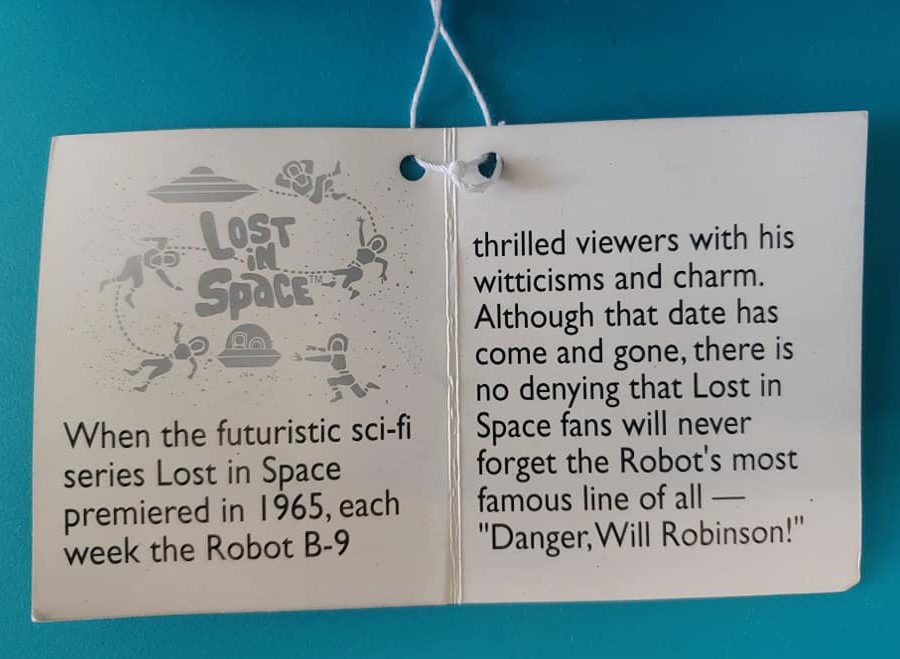 LOST
IN
SPACE™
When the futuristic sci-fi
series Lost in Space
premiered in 1965, each
week the Robot B-9
thrilled viewers with his
witticisms and charm.
Although that date has
come and gone, there is
no denying that Lost in
Space fans will never
forget the Robot's most
famous line of all —
"Danger, Will Robinson!"